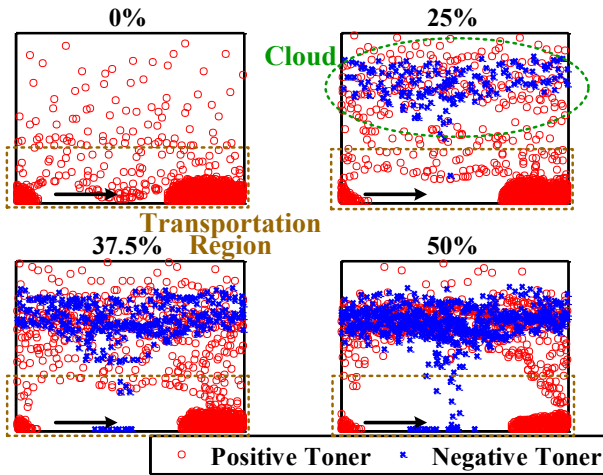 0%
25%
Cloud
Transportation
Region
37.5%
50%
Positive Toner
Negative Toner